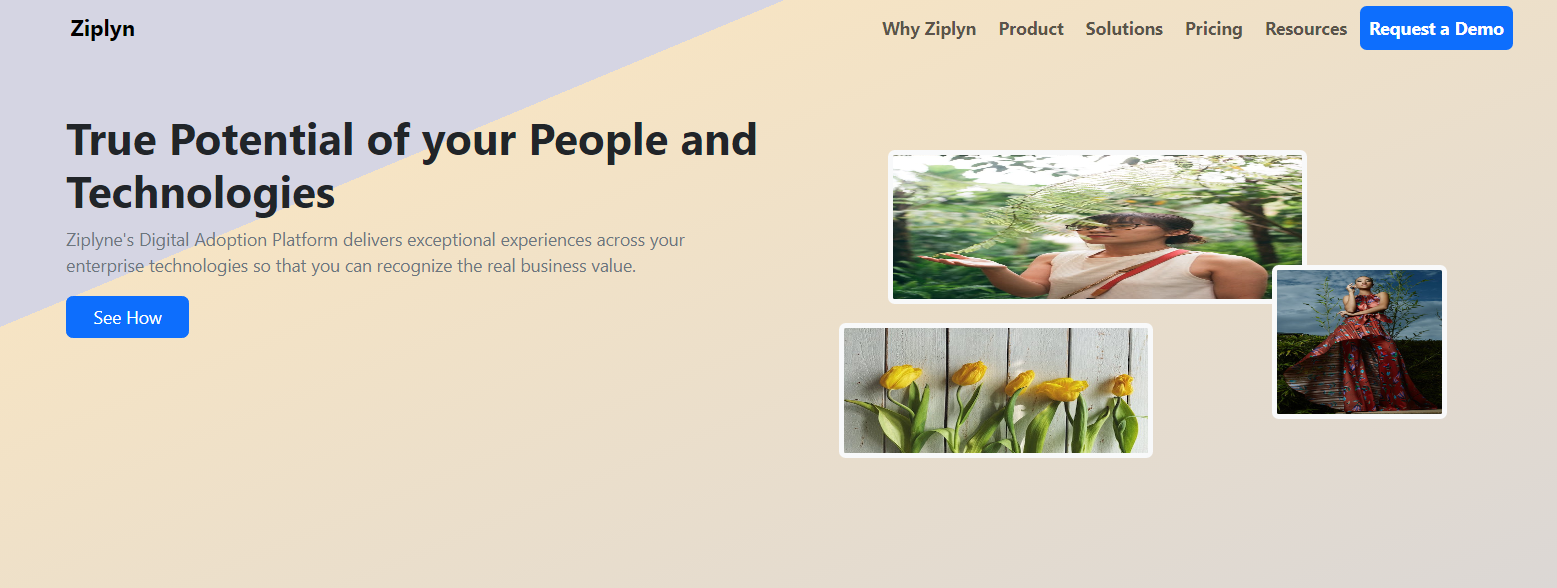 Ziplyn
Why Ziplyn Product Solutions Pricing Resources Request a Demo
True Potential of your People and
Technologies
Ziplyne's Digital Adoption Platform delivers exceptional experiences across your
enterprise technologies so that you can recognize the real business value.
See How